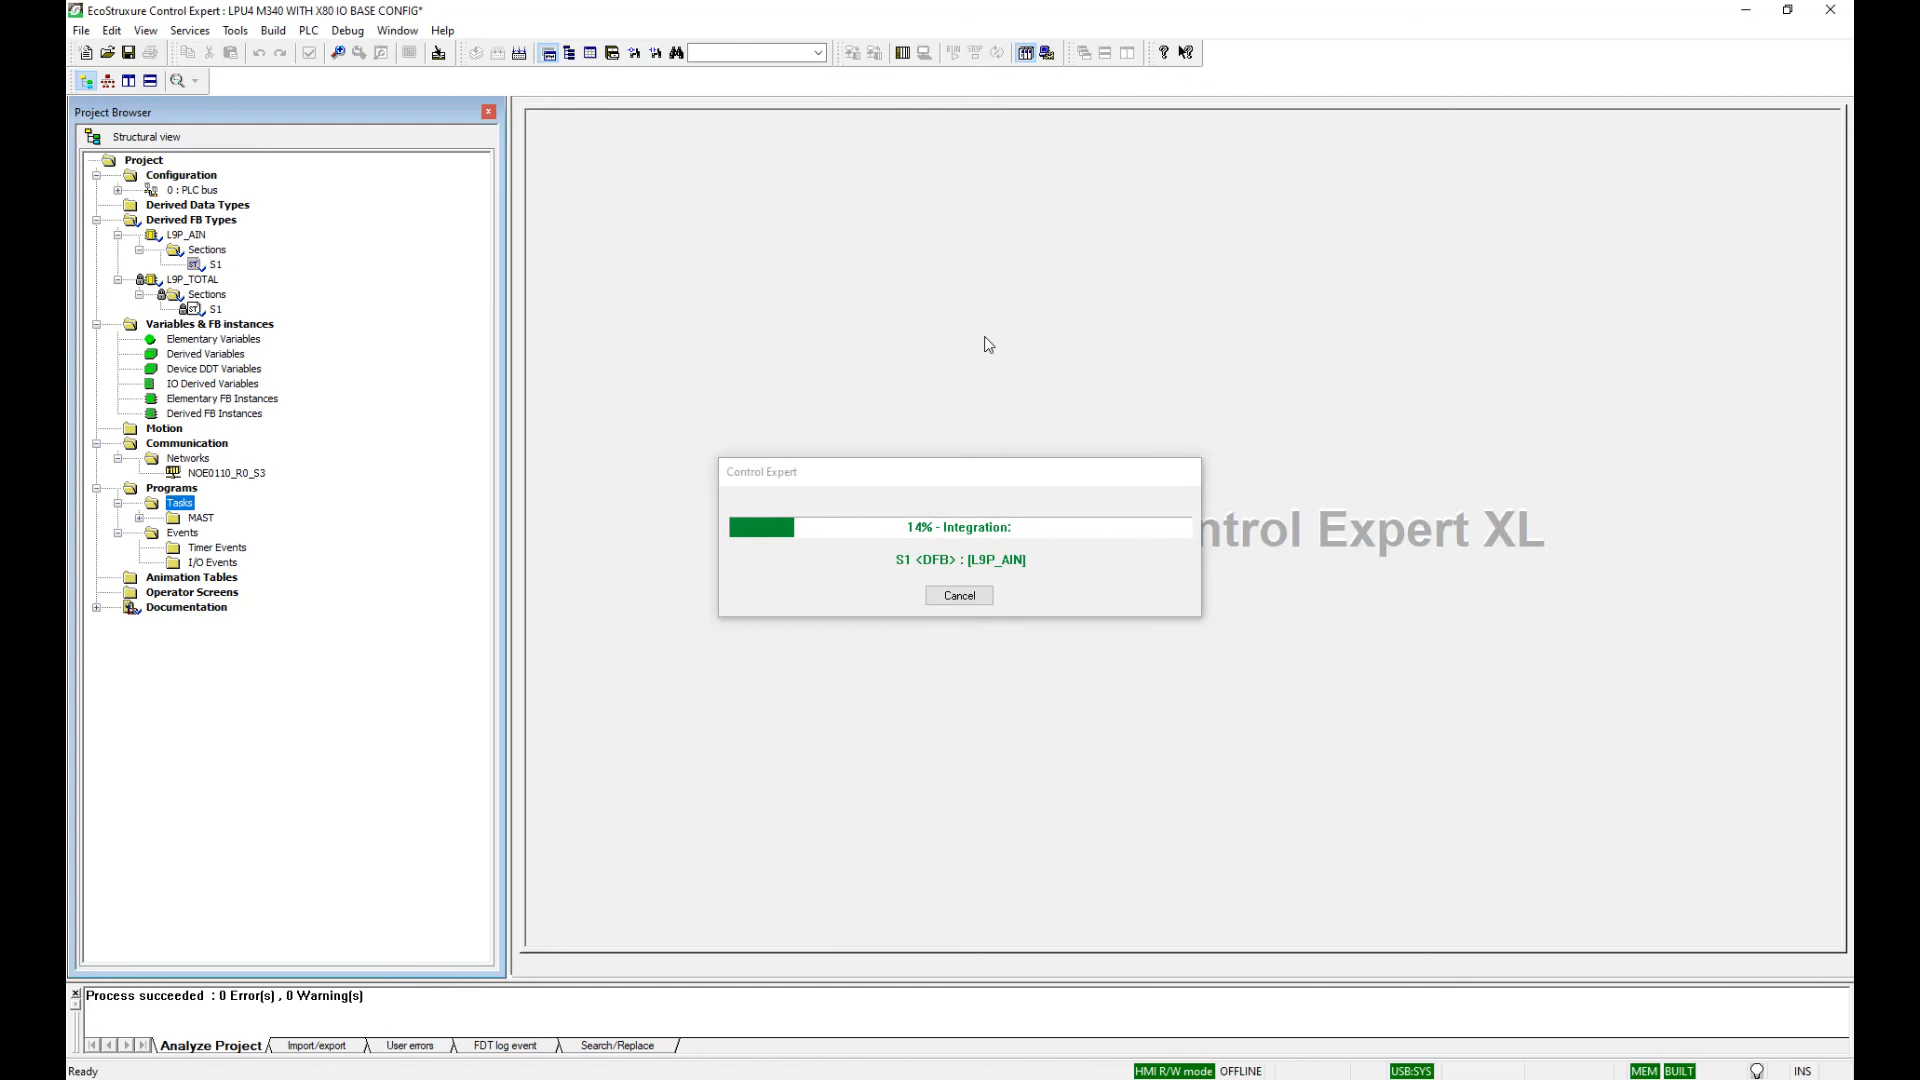 EcoStruxure Control Expert : LPU4 M340 WITH X80 IO BASE CONFIG*
File Edit View Services Tools Build PLC Debug Window Help
RUN STOP
Project Browser
Structural view
Project
Configuration
0 : PLC bus
Derived Data Types
Derived FB Types
L9P_AIN
Sections
ST S1
L9P_TOTAL
Sections
ST S1
Variables & FB instances
Elementary Variables
Derived Variables
Device DDT Variables
IO Derived Variables
Elementary FB Instances
Derived FB Instances
Motion
Communication
Networks
NOE0110_R0_S3
Programs
Tasks
MAST
Events
Timer Events
I/O Events
Animation Tables
Operator Screens
Documentation
Control Expert
14% - Integration:
S1 <DFB> : [L9P_AIN]
Cancel
ntrol Expert XL
Process succeeded : 0 Error(s) , 0 Warning(s)
Analyze Project Import/export User errors FDT log event Search/Replace
Ready HMI R/W mode OFFLINE USB:SYS MEM BUILT INS